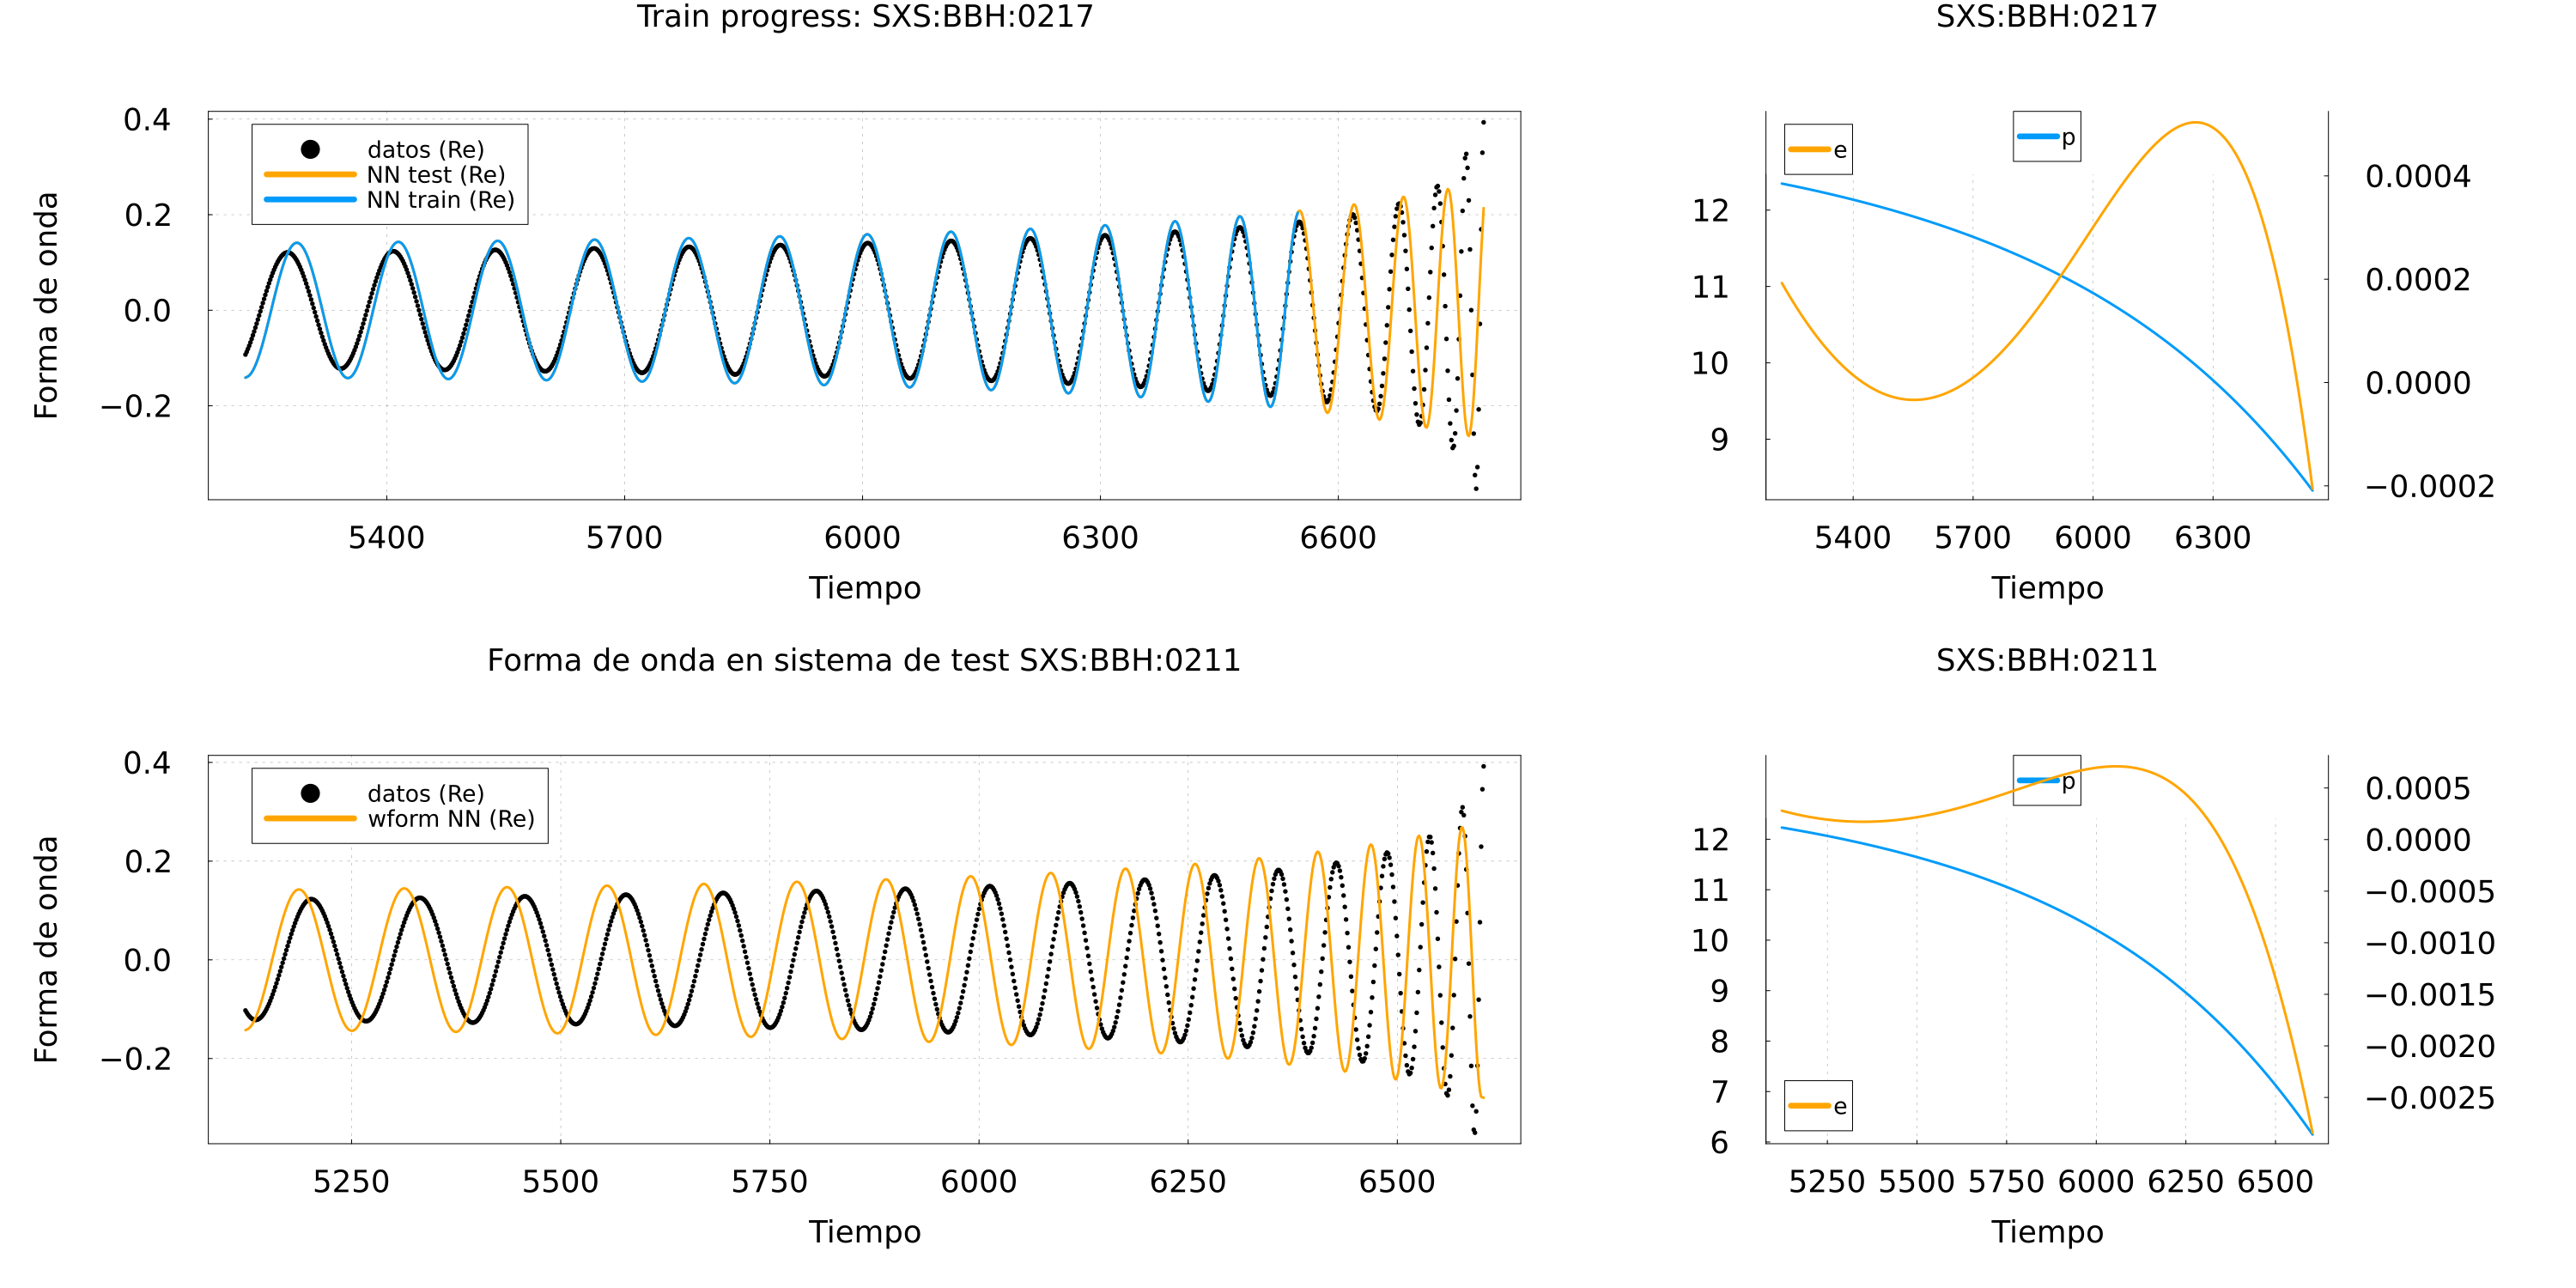 Train progress: SXS:BBH:0217
0.4
0.2
0.0
−0.2
Forma de onda
datos (Re)
NN test (Re)
NN train (Re)
5400 5700 6000 6300 6600
Tiempo
SXS:BBH:0217
e
p
12
11
10
9
0.0004
0.0002
0.0000
−0.0002
5400 5700 6000 6300
Tiempo
Forma de onda en sistema de test SXS:BBH:0211
0.4
0.2
0.0
−0.2
Forma de onda
datos (Re)
wform NN (Re)
5250 5500 5750 6000 6250 6500
Tiempo
SXS:BBH:0211
p
e
12
11
10
9
8
7
6
0.0005
0.0000
−0.0005
−0.0010
−0.0015
−0.0020
−0.0025
5250 5500 5750 6000 6250 6500
Tiempo